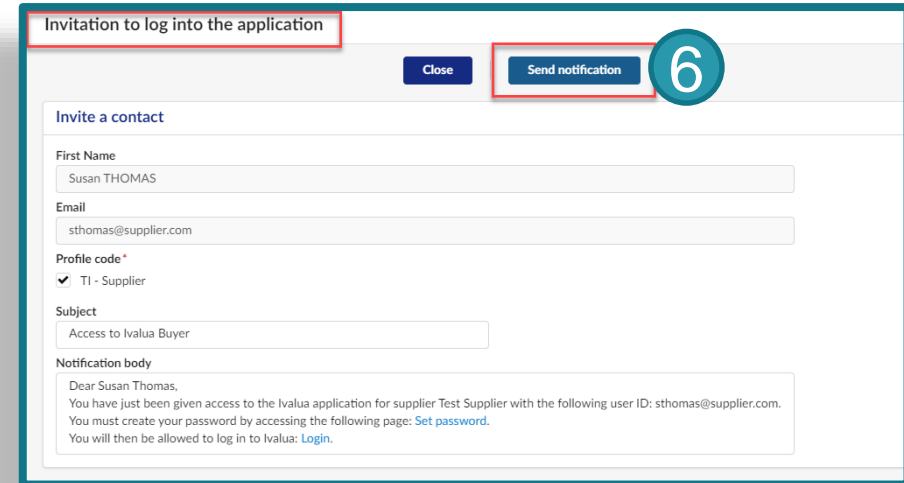 Invitation to log into the application
Close
Send notification
6
Invite a contact
First Name
Susan THOMAS
Email
sthomas@supplier.com
Profile code*
TI - Supplier
Subject
Access to Ivalua Buyer
Notification body
Dear Susan Thomas,
You have just been given access to the Ivalua application for supplier Test Supplier with the following user ID: sthomas@supplier.com.
You must create your password by accessing the following page: Set password.
You will then be allowed to log in to Ivalua: Login.